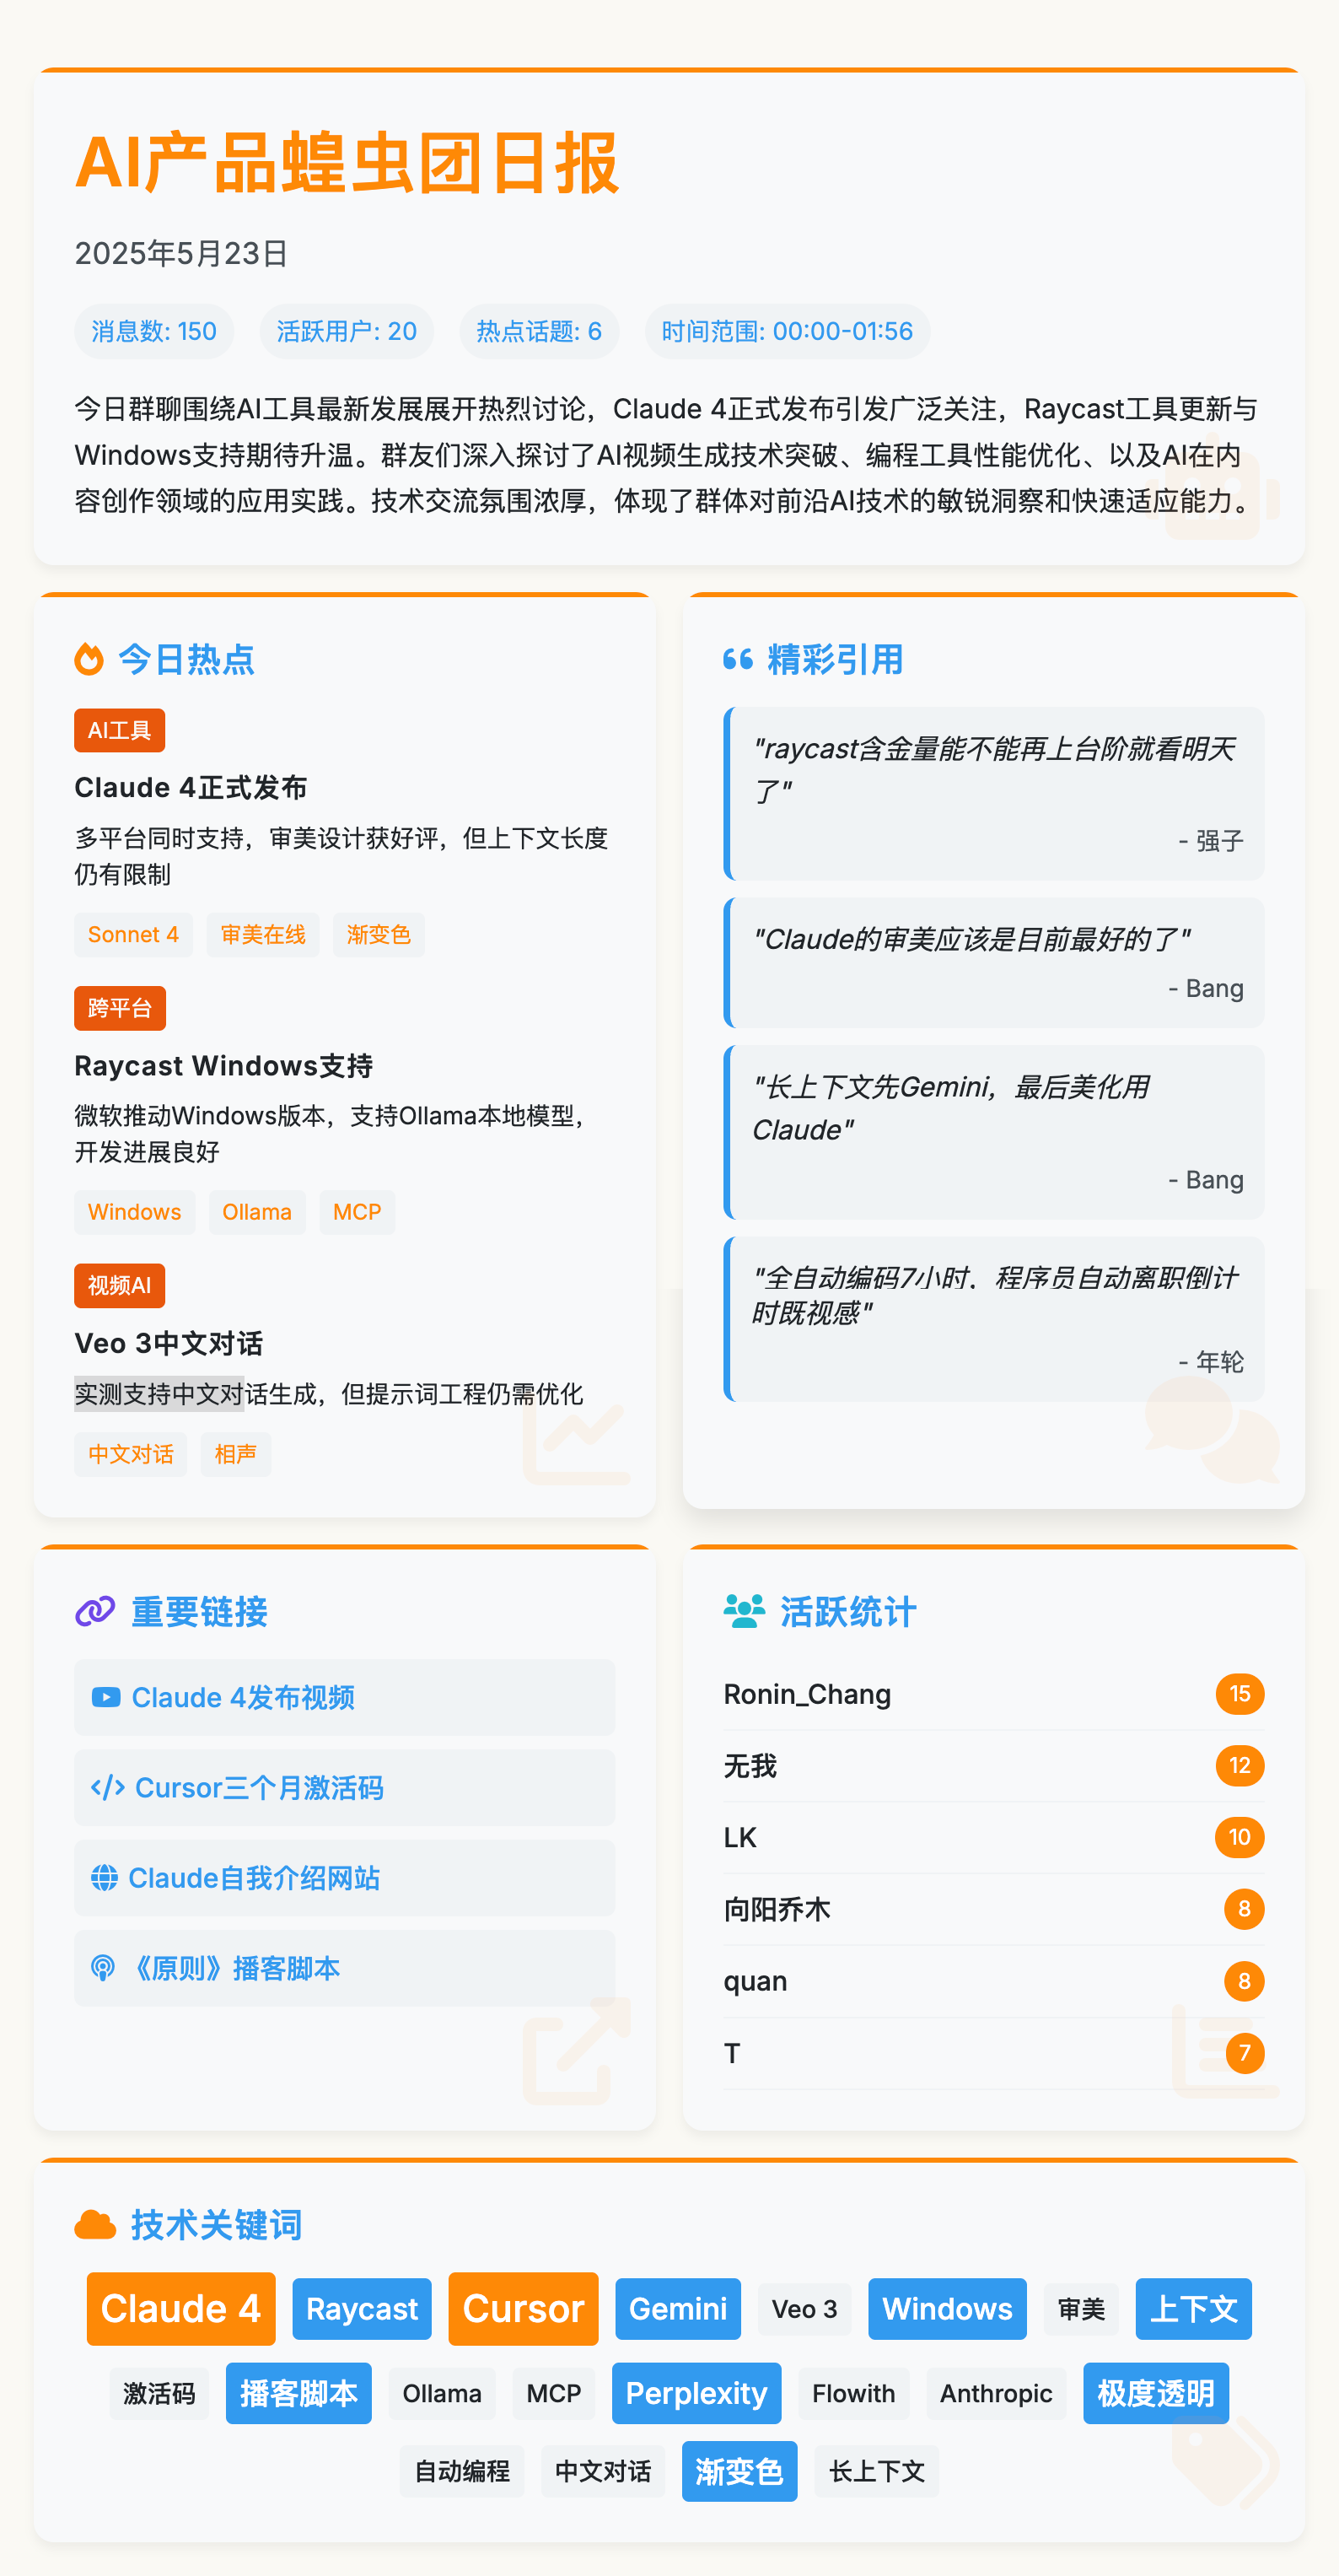 AI产品蝗虫团日报
2025年5月23日
消息数: 150
活跃用户: 20
热点话题: 6
时间范围: 00:00-01:56
今日群聊围绕AI工具最新发展展开热烈讨论，Claude 4正式发布引发广泛关注，Raycast工具更新与
Windows支持期待升温。群友们深入探讨了AI视频生成技术突破、编程工具性能优化、以及AI在内
容创作领域的应用实践。技术交流氛围浓厚，体现了群体对前沿AI技术的敏锐洞察和快速适应能力。
今日热点
AI工具
Claude 4正式发布
多平台同时支持，审美设计获好评，但上下文长度
仍有限制
Sonnet 4
审美在线
渐变色
跨平台
Raycast Windows支持
微软推动Windows版本，支持Ollama本地模型，
开发进展良好
Windows
Ollama
MCP
视频AI
Veo 3中文对话
实测支持中文对话生成，但提示词工程仍需优化
中文对话
相声
精彩引用
"raycast含金量能不能再上台阶就看明天
了"
- 强子
"Claude的审美应该是目前最好的了"
- Bang
"长上下文先Gemini，最后美化用
Claude"
- Bang
"全自动编码7小时，程序员自动离职倒计
时既视感"
- 年轮
重要链接
Claude 4发布视频
Cursor三个月激活码
Claude自我介绍网站
《原则》播客脚本
活跃统计
Ronin_Chang
15
无我
12
LK
10
向阳乔木
8
quan
8
T
7
技术关键词
Claude 4
Raycast
Cursor
Gemini
Veo 3
Windows
审美
上下文
激活码
播客脚本
Ollama
MCP
Perplexity
Flowith
Anthropic
极度透明
自动编程
中文对话
渐变色
长上下文